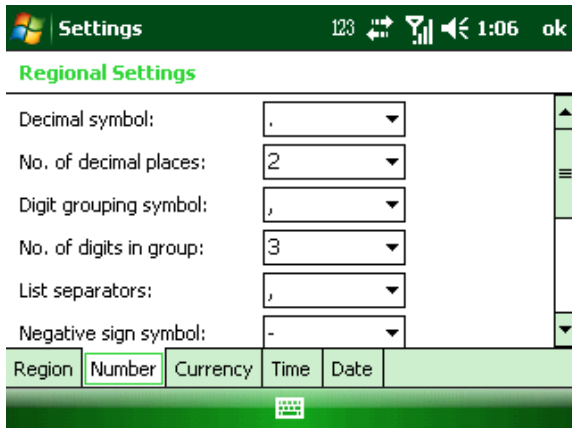 Settings 123 1:06 ok
Regional Settings
Decimal symbol: .
No. of decimal places: 2
Digit grouping symbol: ,
No. of digits in group: 3
List separators: ,
Negative sign symbol: -
Region Number Currency Time Date